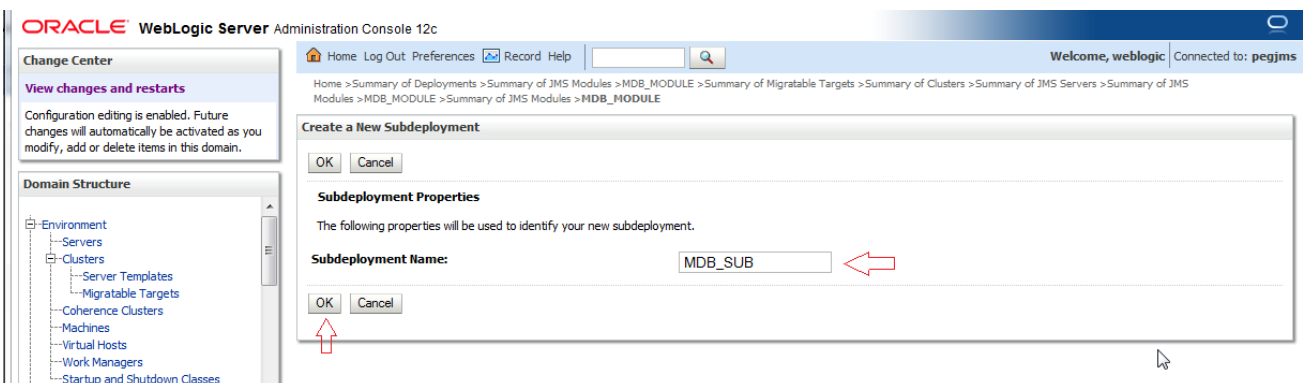 ORACLE WebLogic Server Administration Console 12c
Change Center
View changes and restarts
Configuration editing is enabled. Future
changes will automatically be activated as you
modify, add or delete items in this domain.
Domain Structure
Environment
Servers
Clusters
Server Templates
Migratable Targets
Coherence Clusters
Machines
Virtual Hosts
Work Managers
Startup and Shutdown Classes
Home Log Out Preferences Record Help
Welcome, weblogic Connected to: pegjms
Home >Summary of Deployments >Summary of JMS Modules >MDB_MODULE >Summary of Migratable Targets >Summary of Clusters >Summary of JMS Servers >Summary of JMS
Modules >MDB_MODULE >Summary of JMS Modules >MDB_MODULE
Create a New Subdeployment
OK Cancel
Subdeployment Properties
The following properties will be used to identify your new subdeployment.
Subdeployment Name: MDB_SUB
OK Cancel